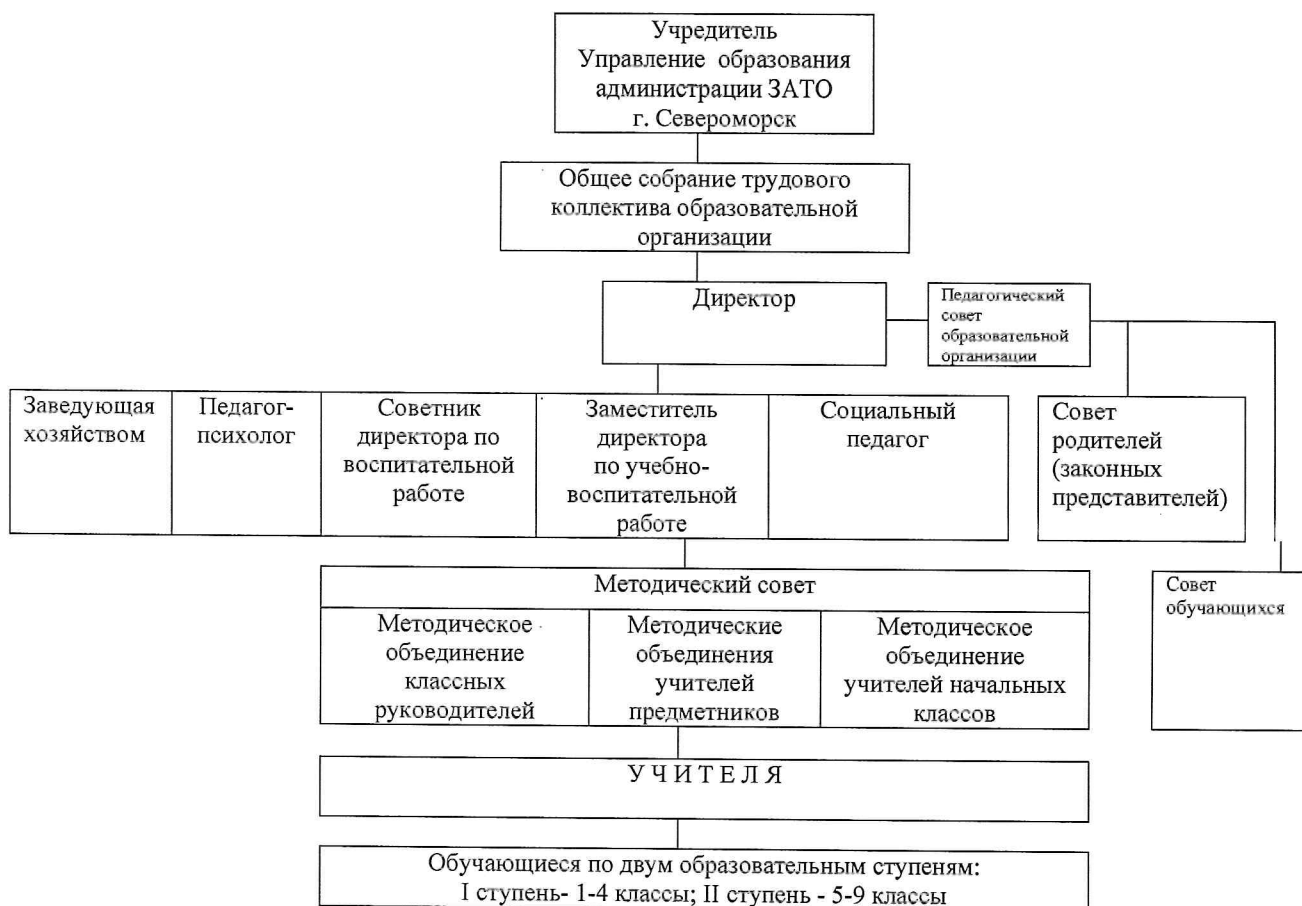 Учредитель
Управление образования
администрации ЗАТО
г. Североморск
Общее собрание трудового
коллектива образовательной
организации
Директор
Педагогический
совет
образовательной
организации
Заведующая
хозяйством
Педагог-
психолог
Советник
директора по
воспитательной
работе
Заместитель
директора
по учебно-
воспитательной
работе
Социальный
педагог
Совет
родителей
(законных
представителей)
Методический совет
Методическое
объединение
классных
руководителей
Методические
объединения
учителей
предметников
Методическое
объединение
учителей начальных
классов
Совет
обучающихся
У Ч И Т Е Л Я
Обучающиеся по двум образовательным ступеням:
I ступень- 1-4 классы; II ступень - 5-9 классы